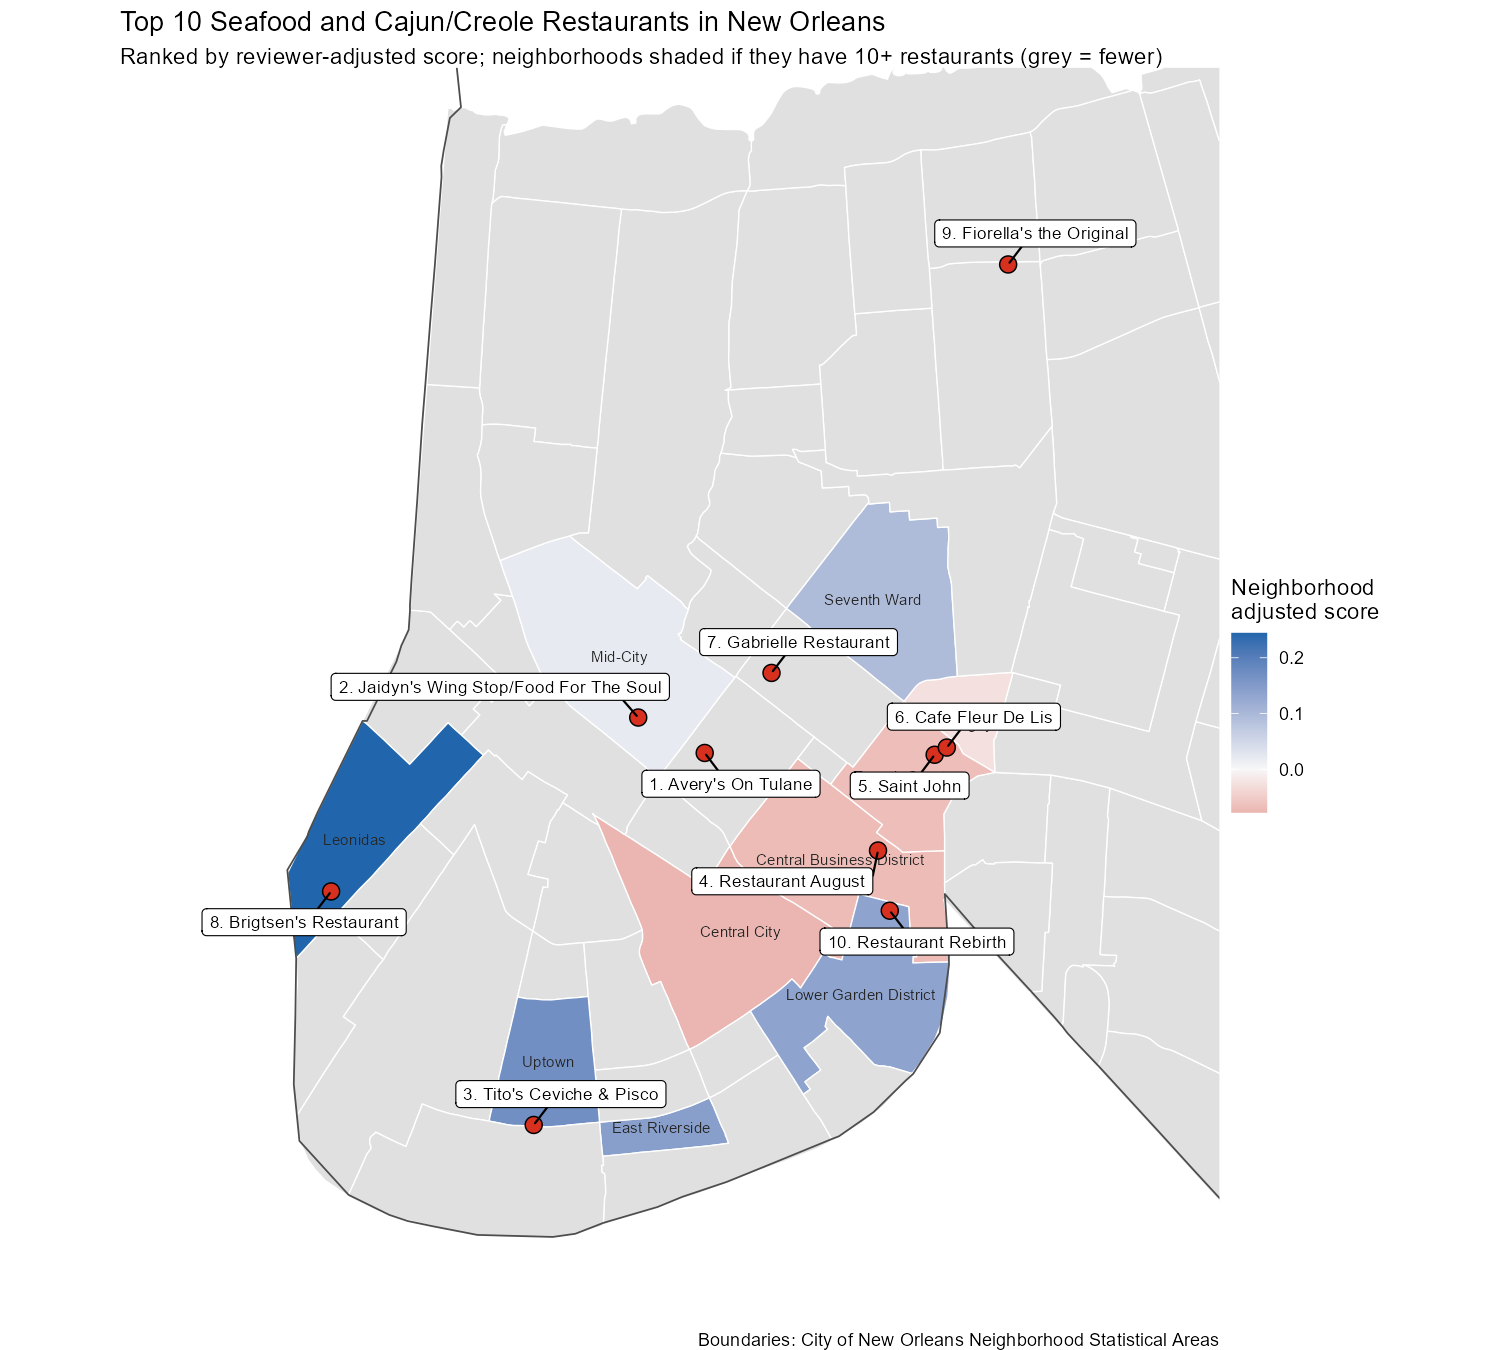 Top 10 Seafood and Cajun/Creole Restaurants in New Orleans
Ranked by reviewer-adjusted score; neighborhoods shaded if they have 10+ restaurants (grey = fewer)
9. Fiorella's the Original
Seventh Ward
7. Gabrielle Restaurant
Mid-City
2. Jaidyn's Wing Stop/Food For The Soul
6. Cafe Fleur De Lis
1. Avery's On Tulane
5. Saint John
Leonidas
Central Business District
4. Restaurant August
8. Brigtsen's Restaurant
Central City
10. Restaurant Rebirth
Lower Garden District
Uptown
3. Tito's Ceviche & Pisco
East Riverside
Neighborhood
adjusted score
0.2
0.1
0.0
Boundaries: City of New Orleans Neighborhood Statistical Areas